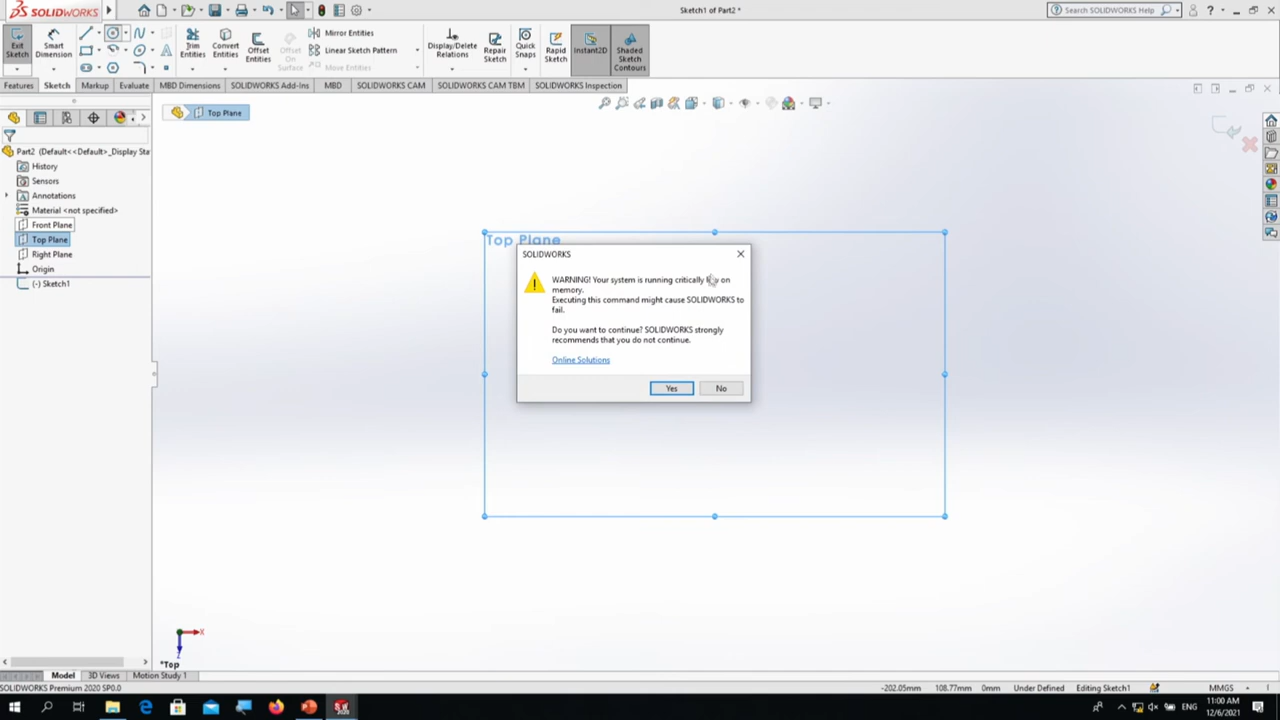 SOLIDWORKS
Sketch1 of Part2 *
Search SOLIDWORKS Help
Exit
Sketch
Smart
Dimension
Trim
Entities
Convert
Entities
Offset
Entities
Offset
On
Surface
Mirror Entities
Linear Sketch Pattern
Move Entities
Display/Delete
Relations
Repair
Sketch
Quick
Snaps
Rapid
Sketch
Instant2D
Shaded
Sketch
Contours
Features
Sketch
Markup
Evaluate
MBD Dimensions
SOLIDWORKS Add-Ins
MBD
SOLIDWORKS CAM
SOLIDWORKS CAM TBM
SOLIDWORKS Inspection
Top Plane
Part2 (Default<<Default>_Display Sta
History
Sensors
Annotations
Material <not specified>
Front Plane
Top Plane
Right Plane
Origin
(-) Sketch1
Top Plane
SOLIDWORKS
WARNING! Your system is running critically low on
memory.
Executing this command might cause SOLIDWORKS to
fail.
Do you want to continue? SOLIDWORKS strongly
recommends that you do not continue.
Online Solutions
Yes
No
X
*Top
Model
3D Views
Motion Study 1
SOLIDWORKS Premium 2020 SP0.0
-202.05mm
108.77mm
0mm
Under Defined
Editing Sketch1
MMGS
ENG
11:00 AM
12/6/2021